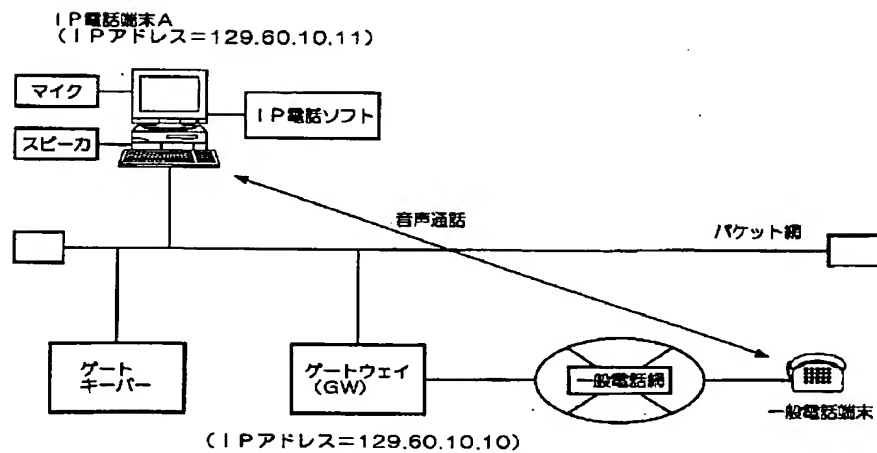 IP電話端末A
(IPアドレス=129.60.10.11)
マイク
IP電話ソフト
スピーカ
音声通話
パケット網
ゲート
キーパー
ゲートウェイ
(GW)
一般電話網
一般電話端末
(IPアドレス=129.60.10.10)